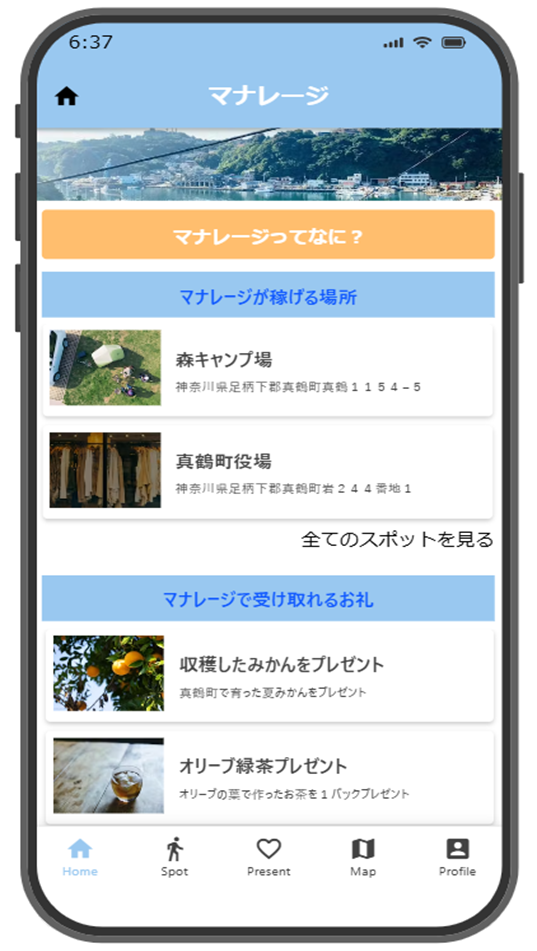 6:37
マナレージ
マナレージってなに？
マナレージが稼げる場所
森キャンプ場
神奈川県足柄下郡真鶴町真鶴１１５４−５
真鶴町役場
神奈川県足柄下郡真鶴町岩２４４番地１
全てのスポットを見る
マナレージで受け取れるお礼
収穫したみかんをプレゼント
真鶴町で育った夏みかんをプレゼント
オリーブ緑茶プレゼント
オリーブの葉で作ったお茶を１パックプレゼント
Home
Spot
Present
Map
Profile